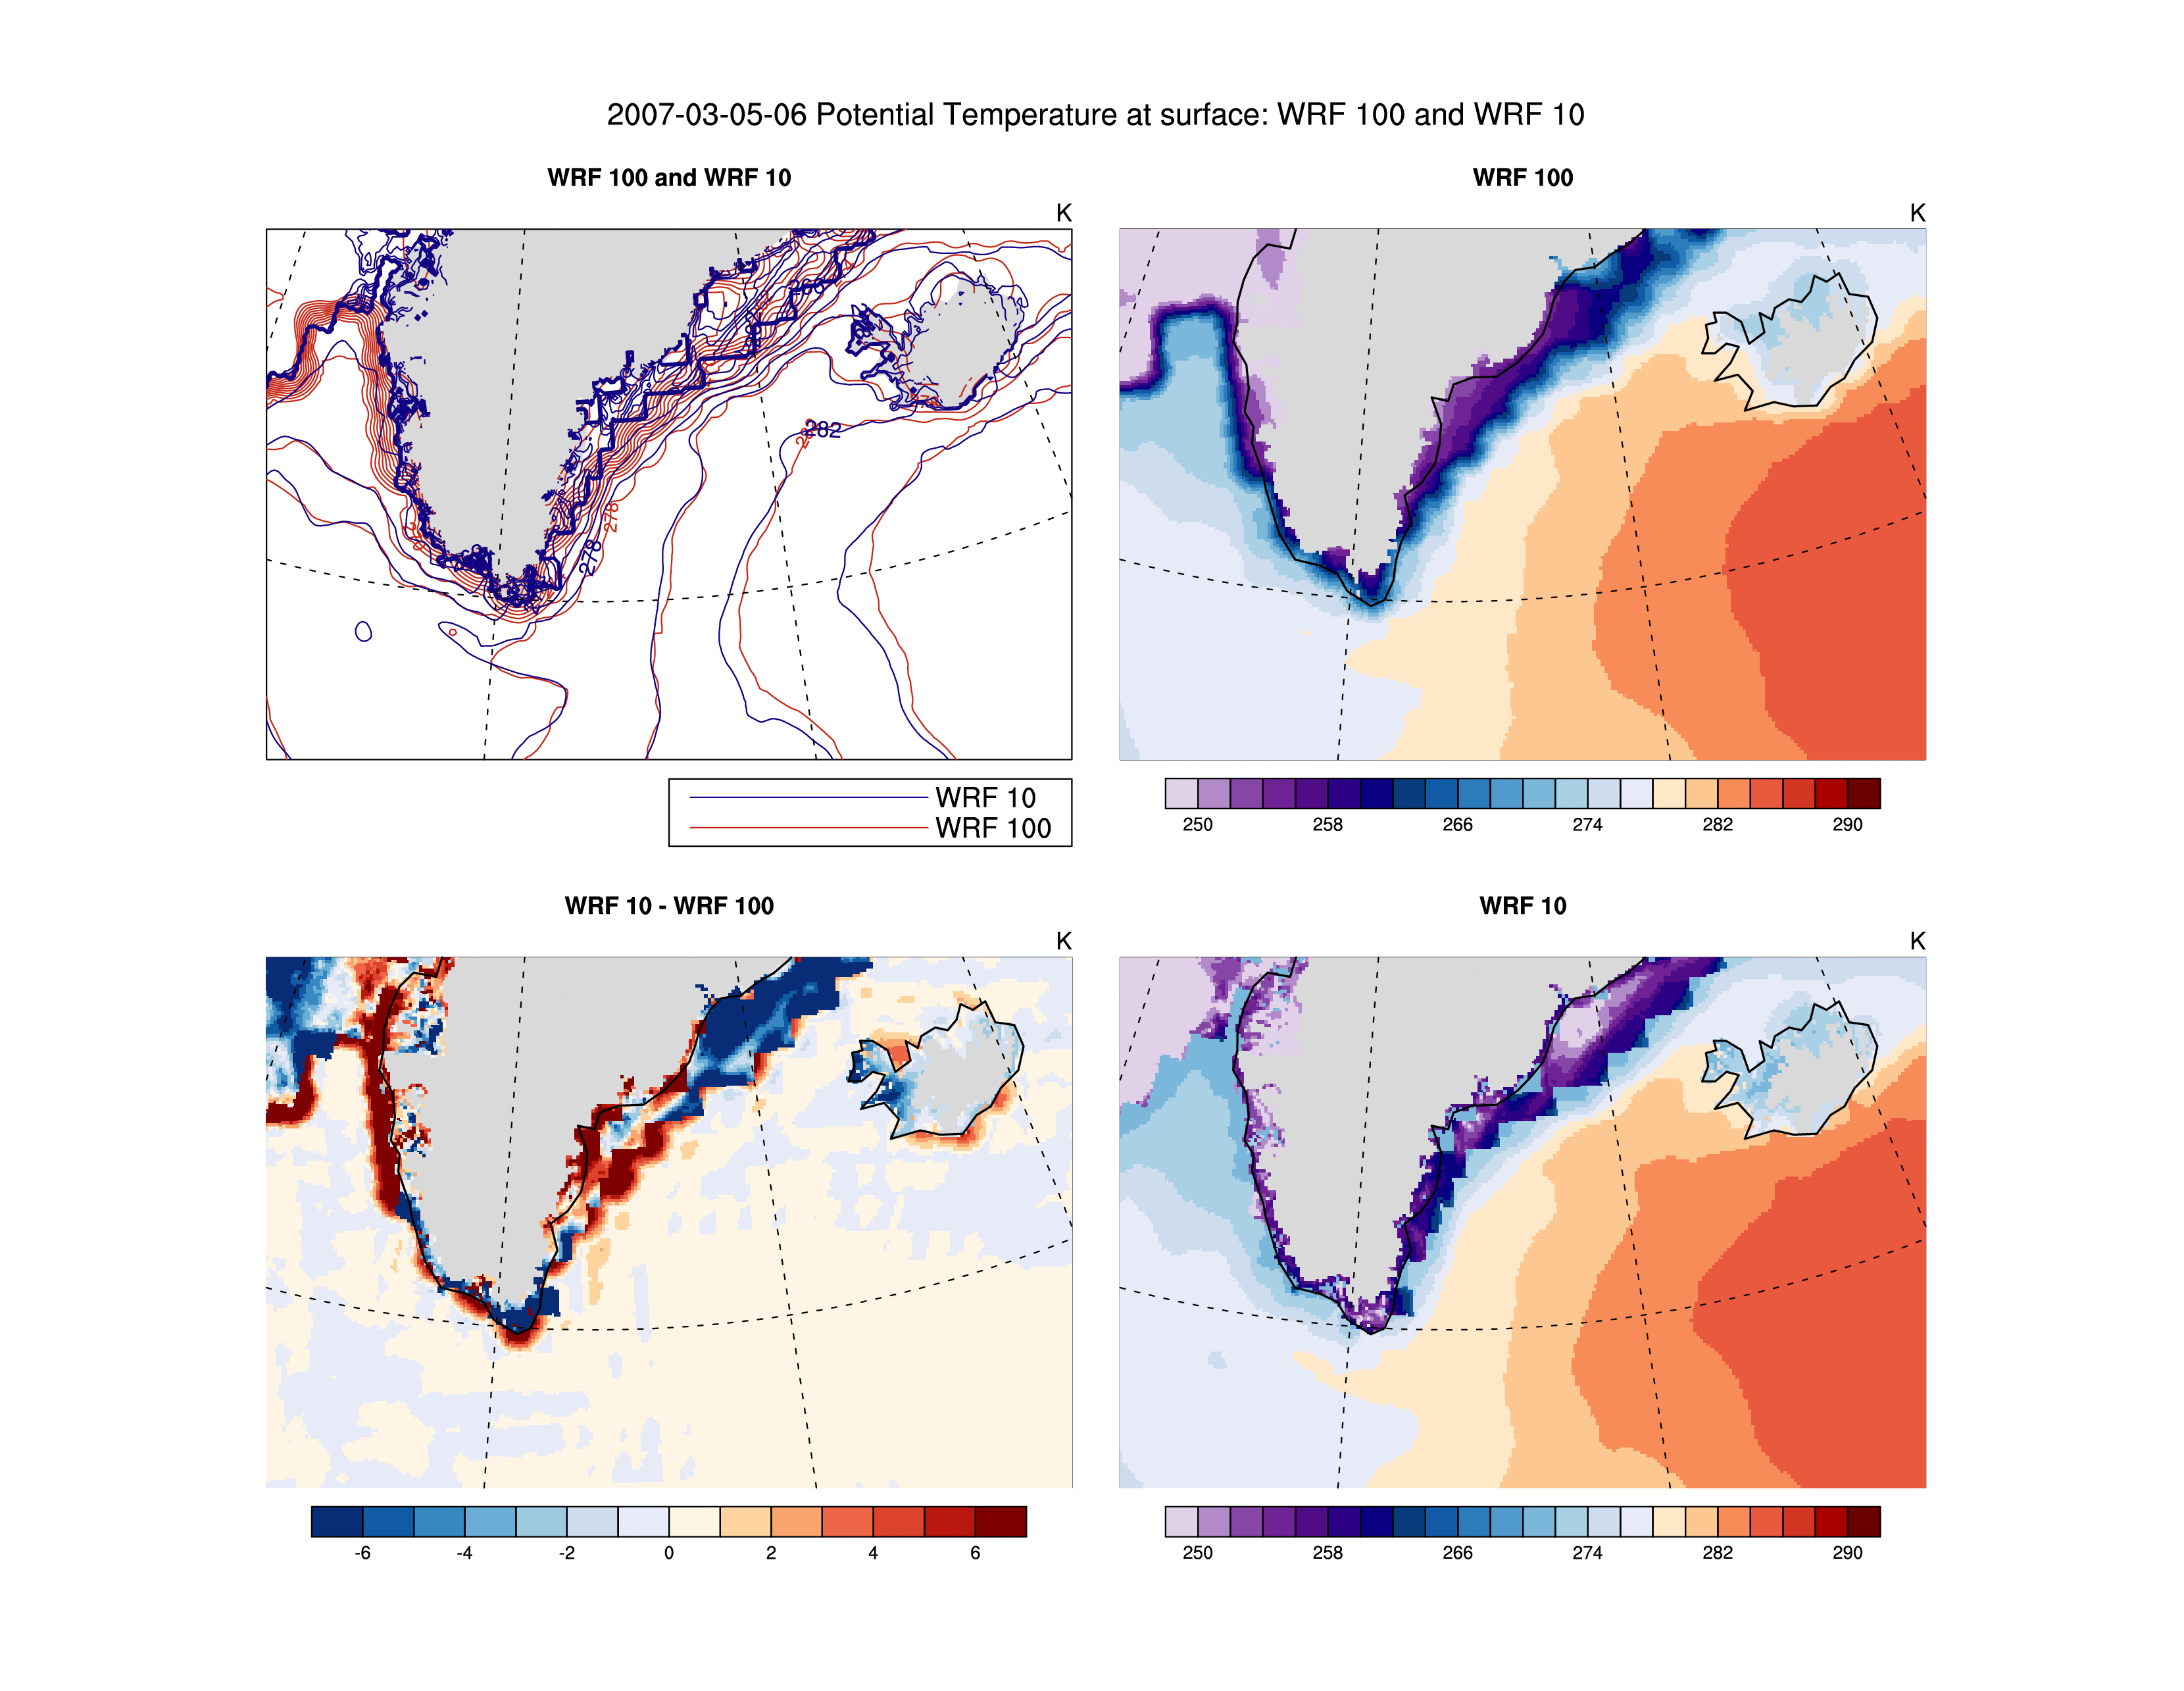 2007-03-05-06 Potential Temperature at surface: WRF 100 and WRF 10
WRF 100 and WRF 10
K
282
278
278
WRF 10
WRF 100
WRF 100
K
250 258 266 274 282 290
WRF 10 - WRF 100
K
-6 -4 -2 0 2 4 6
WRF 10
K
250 258 266 274 282 290